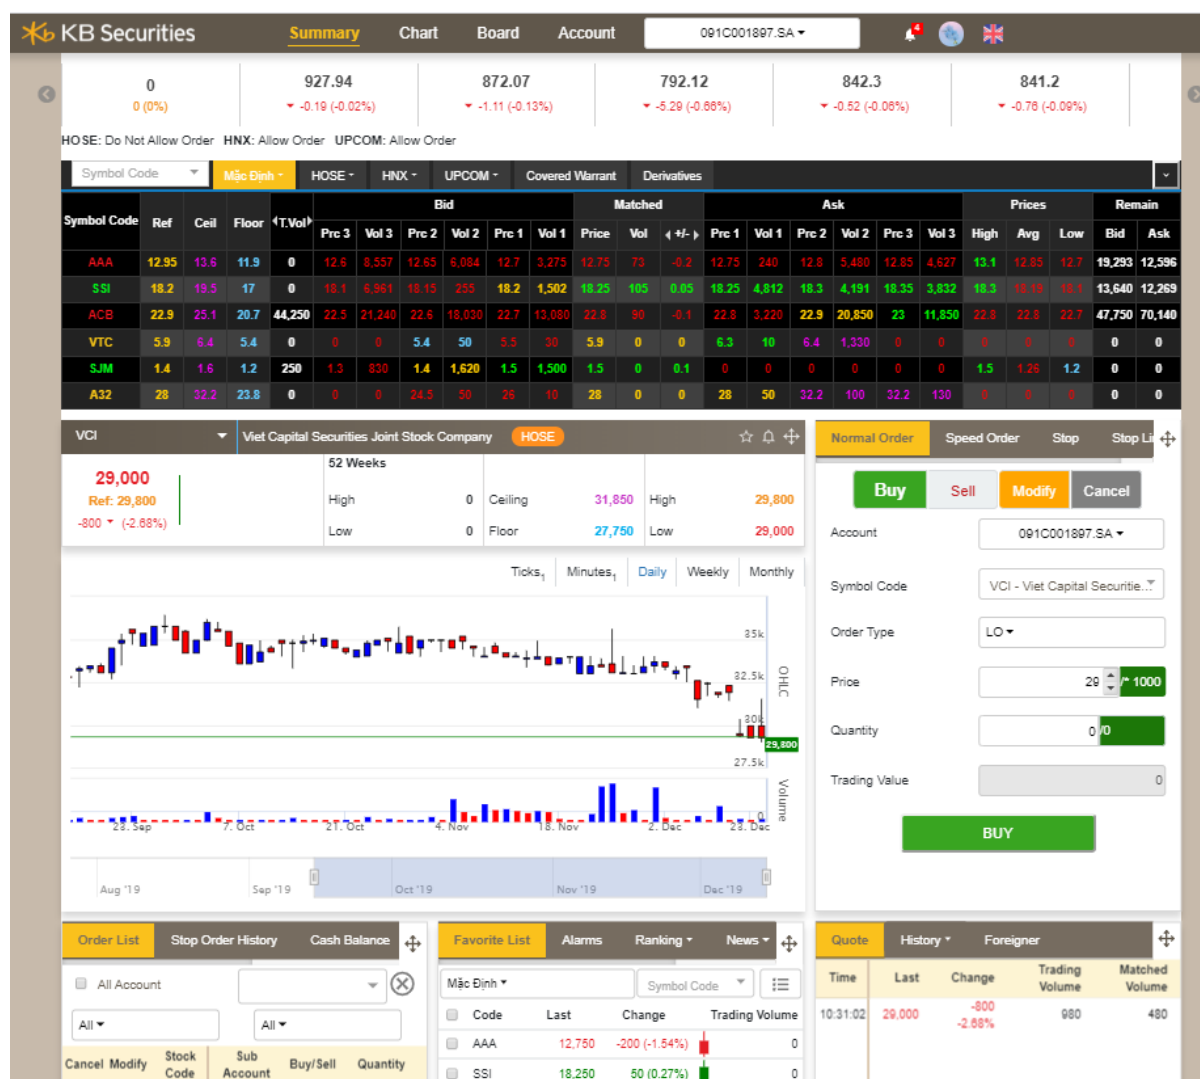 KB Securities Summary Chart Board Account 091C001897.SA 4
0 927.94 872.07 792.12 842.3 841.2
0 (0%) -0.19 (-0.02%) -1.11 (-0.13%) -5.29 (-0.66%) -0.52 (-0.06%) -0.76 (-0.09%)
HOSE: Do Not Allow Order HNX: Allow Order UPCOM: Allow Order
Symbol Code Mặc Định HOSE HNX UPCOM Covered Warrant Derivatives
Symbol Code Ref Ceil Floor T.Vol Bid Matched Ask Prices Remain
Prc 3 Vol 3 Prc 2 Vol 2 Prc 1 Vol 1 Price Vol +/- Prc 1 Vol 1 Prc 2 Vol 2 Prc 3 Vol 3 High Avg Low Bid Ask
AAA 12.95 13.6 11.9 0 12.6 8,557 12.65 6,084 12.7 3,275 12.75 73 -0.2 12.75 240 12.8 5,480 12.85 4,627 13.1 12.85 12.7 19,293 12,596
SSI 18.2 19.5 17 0 18.1 6,961 18.15 255 18.2 1,502 18.25 105 0.05 18.25 4,812 18.3 4,191 18.35 3,832 18.3 18.1 13,640 12,269
ACB 22.9 25.1 20.7 44,250 22.5 21,240 22.6 18,030 22.7 13,080 22.8 90 -0.1 22.8 3,220 22.9 20,850 23 11,850 22.8 22.8 22.7 47,750 70,140
VTC 5.9 6.4 5.4 0 0 0 5.4 50 5.5 30 5.9 0 0 6.3 10 6.4 1,330 0 0 0 0 0 0 0
SJM 1.4 1.6 1.2 250 1.3 830 1.4 1,620 1.5 1,500 1.5 0 0.1 0 0 0 0 0 0 1.5 1.26 1.2 0 0
A32 28 32.2 23.8 0 0 0 24.5 50 26 10 28 0 0 28 50 32.2 100 32.2 130 0 0 0 0 0
VCI Viet Capital Securities Joint Stock Company HOSE
29,000
Ref: 29,800
-800 (-2.68%)
52 Weeks
High 0 Ceiling 31,850 High 29,800
Low 0 Floor 27,750 Low 29,000
Ticks1 Minutes1 Daily Weekly Monthly
35k
32.5k
30k
29,800
27.5k
OHLC
Volume
0
23. Sep 7. Oct 21. Oct 4. Nov 18. Nov 2. Dec 23. Dec
Aug '19 Sep '19 Oct '19 Nov '19 Dec '19
Normal Order Speed Order Stop Stop Li
Buy Sell Modify Cancel
Account 091C001897.SA
Symbol Code VCI - Viet Capital Securitie...
Order Type LO
Price 29 /* 1000
Quantity 0 /0
Trading Value 0
BUY
Order List Stop Order History Cash Balance
All Account
All All
Cancel Modify Stock Code Sub Account Buy/Sell Quantity
Favorite List Alarms Ranking News
Mặc Định Symbol Code
Code Last Change Trading Volume
AAA 12,750 -200 (-1.54%) 0
SSI 18,250 50 (0.27%) 0
Quote History Foreigner
Time Last Change Trading Volume Matched Volume
10:31:02 29,000 -800 -2.68% 980 480